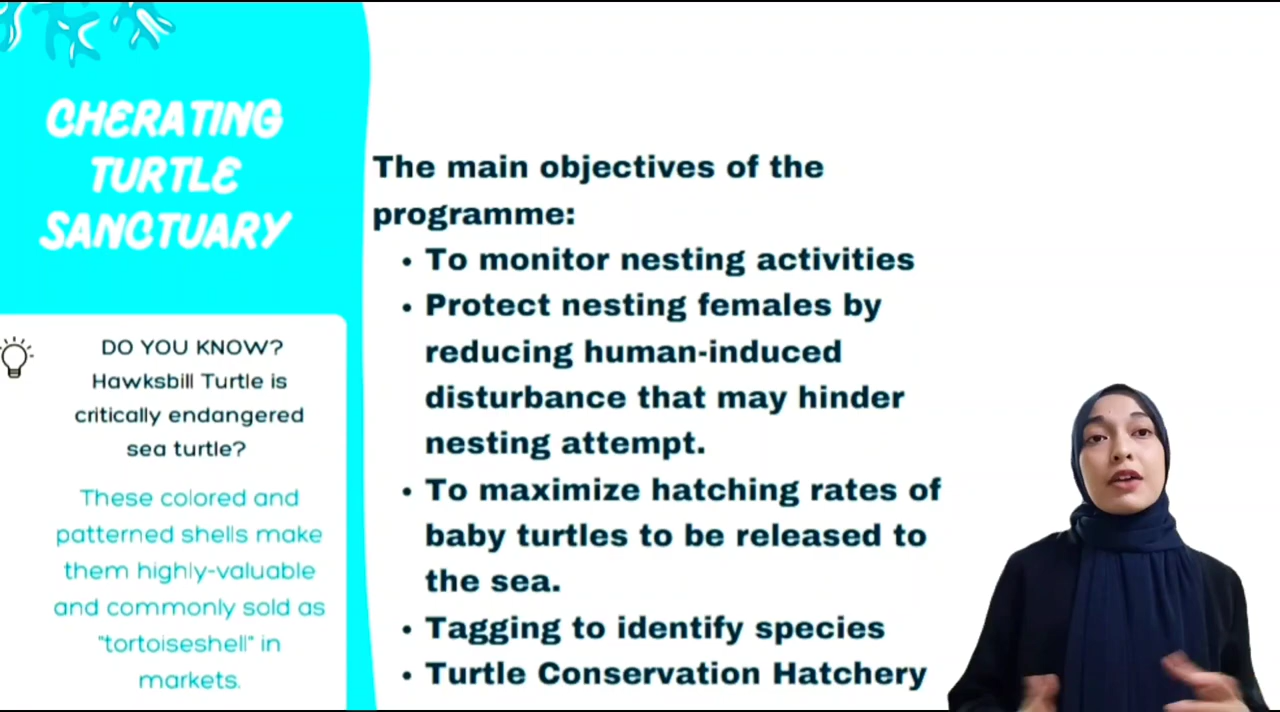 CHERATING
TURTLE
SANCTUARY
DO YOU KNOW?
Hawksbill Turtle is
critically endangered
sea turtle?
These colored and
patterned shells make
them highly-valuable
and commonly sold as
"tortoiseshell" in
markets.
The main objectives of the
programme:
• To monitor nesting activities
• Protect nesting females by
reducing human-induced
disturbance that may hinder
nesting attempt.
• To maximize hatching rates of
baby turtles to be released to
the sea.
• Tagging to identify species
• Turtle Conservation Hatchery